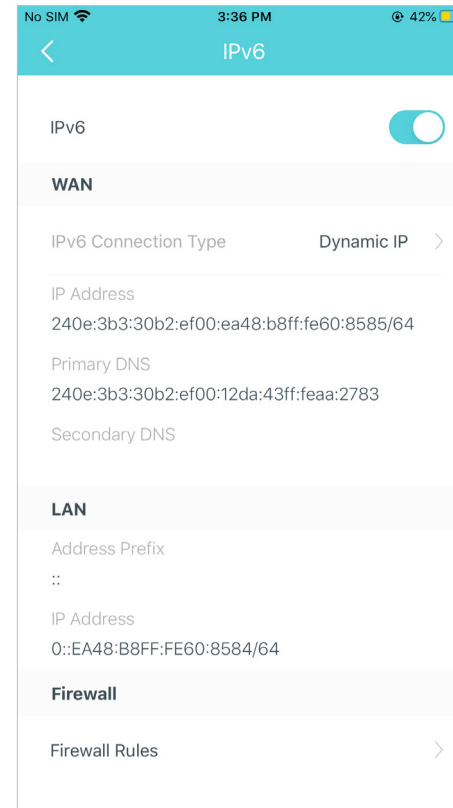 No SIM 3:36 PM 42%
IPv6
IPv6
WAN
IPv6 Connection Type Dynamic IP
IP Address
240e:3b3:30b2:ef00:ea48:b8ff:fe60:8585/64
Primary DNS
240e:3b3:30b2:ef00:12da:43ff:feaa:2783
Secondary DNS
LAN
Address Prefix
::
IP Address
0::EA48:B8FF:FE60:8584/64
Firewall
Firewall Rules